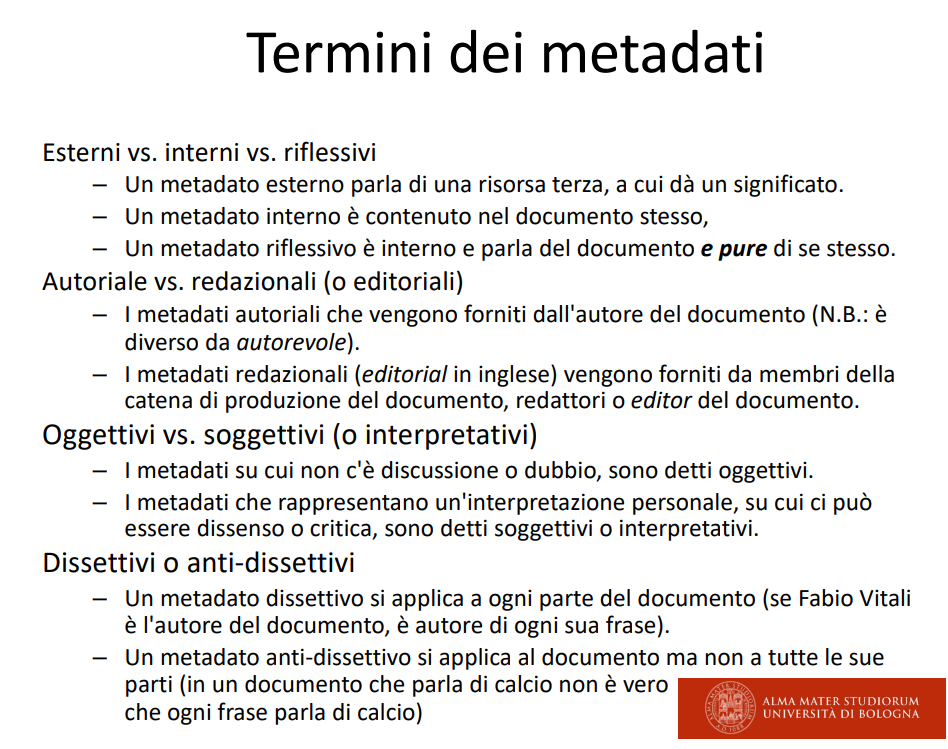 Termini dei metadati
Esterni vs. interni vs. riflessivi
– Un metadato esterno parla di una risorsa terza, a cui dà un significato.
– Un metadato interno è contenuto nel documento stesso,
– Un metadato riflessivo è interno e parla del documento e pure di se stesso.
Autoriale vs. redazionali (o editoriali)
– I metadati autoriali che vengono forniti dall'autore del documento (N.B.: è
diverso da autorevole).
– I metadati redazionali (editorial in inglese) vengono forniti da membri della
catena di produzione del documento, redattori o editor del documento.
Oggettivi vs. soggettivi (o interpretativi)
– I metadati su cui non c'è discussione o dubbio, sono detti oggettivi.
– I metadati che rappresentano un'interpretazione personale, su cui ci può
essere dissenso o critica, sono detti soggettivi o interpretativi.
Dissettivi o anti-dissettivi
– Un metadato dissettivo si applica a ogni parte del documento (se Fabio Vitali
è l'autore del documento, è autore di ogni sua frase).
– Un metadato anti-dissettivo si applica al documento ma non a tutte le sue
parti (in un documento che parla di calcio non è vero
che ogni frase parla di calcio)
ALMA MATER STUDIORUM
UNIVERSITÀ DI BOLOGNA